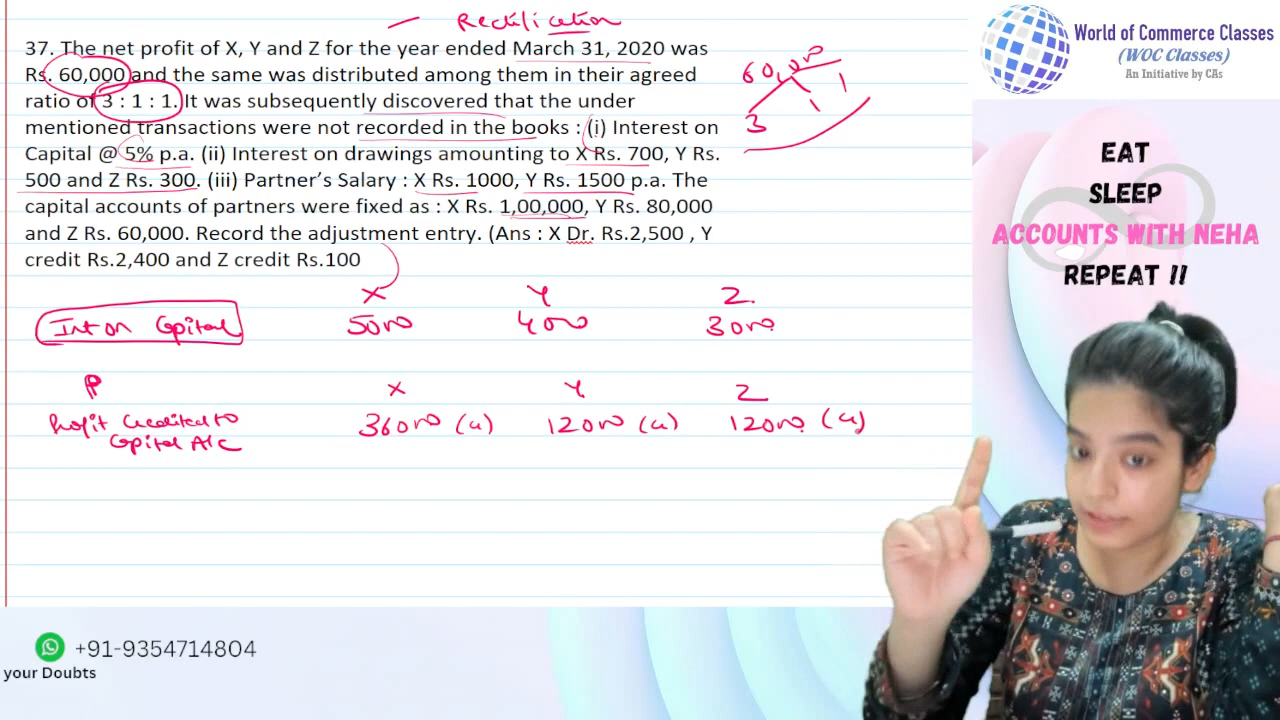 — Rectification
37. The net profit of X, Y and Z for the year ended March 31, 2020 was
Rs. 60,000 and the same was distributed among them in their agreed
ratio of 3 : 1 : 1. It was subsequently discovered that the under
mentioned transactions were not recorded in the books : (i) Interest on
Capital @ 5% p.a. (ii) Interest on drawings amounting to X Rs. 700, Y Rs.
500 and Z Rs. 300. (iii) Partner's Salary : X Rs. 1000, Y Rs. 1500 p.a. The
capital accounts of partners were fixed as : X Rs. 1,00,000, Y Rs. 80,000
and Z Rs. 60,000. Record the adjustment entry. (Ans : X Dr. Rs.2,500 , Y
credit Rs.2,400 and Z credit Rs.100
60,000
3 1 1
X Y Z.
Int on Capital 5000 4000 3000
P X Y Z
Profit Credited to 36000 (u) 12000 (u) 12000 (u)
Capital A/C
World of Commerce Classes
(WOC Classes)
An Initiative by CAs
EAT
SLEEP
ACCOUNTS WITH NEHA
REPEAT !!
+91-9354714804
your Doubts